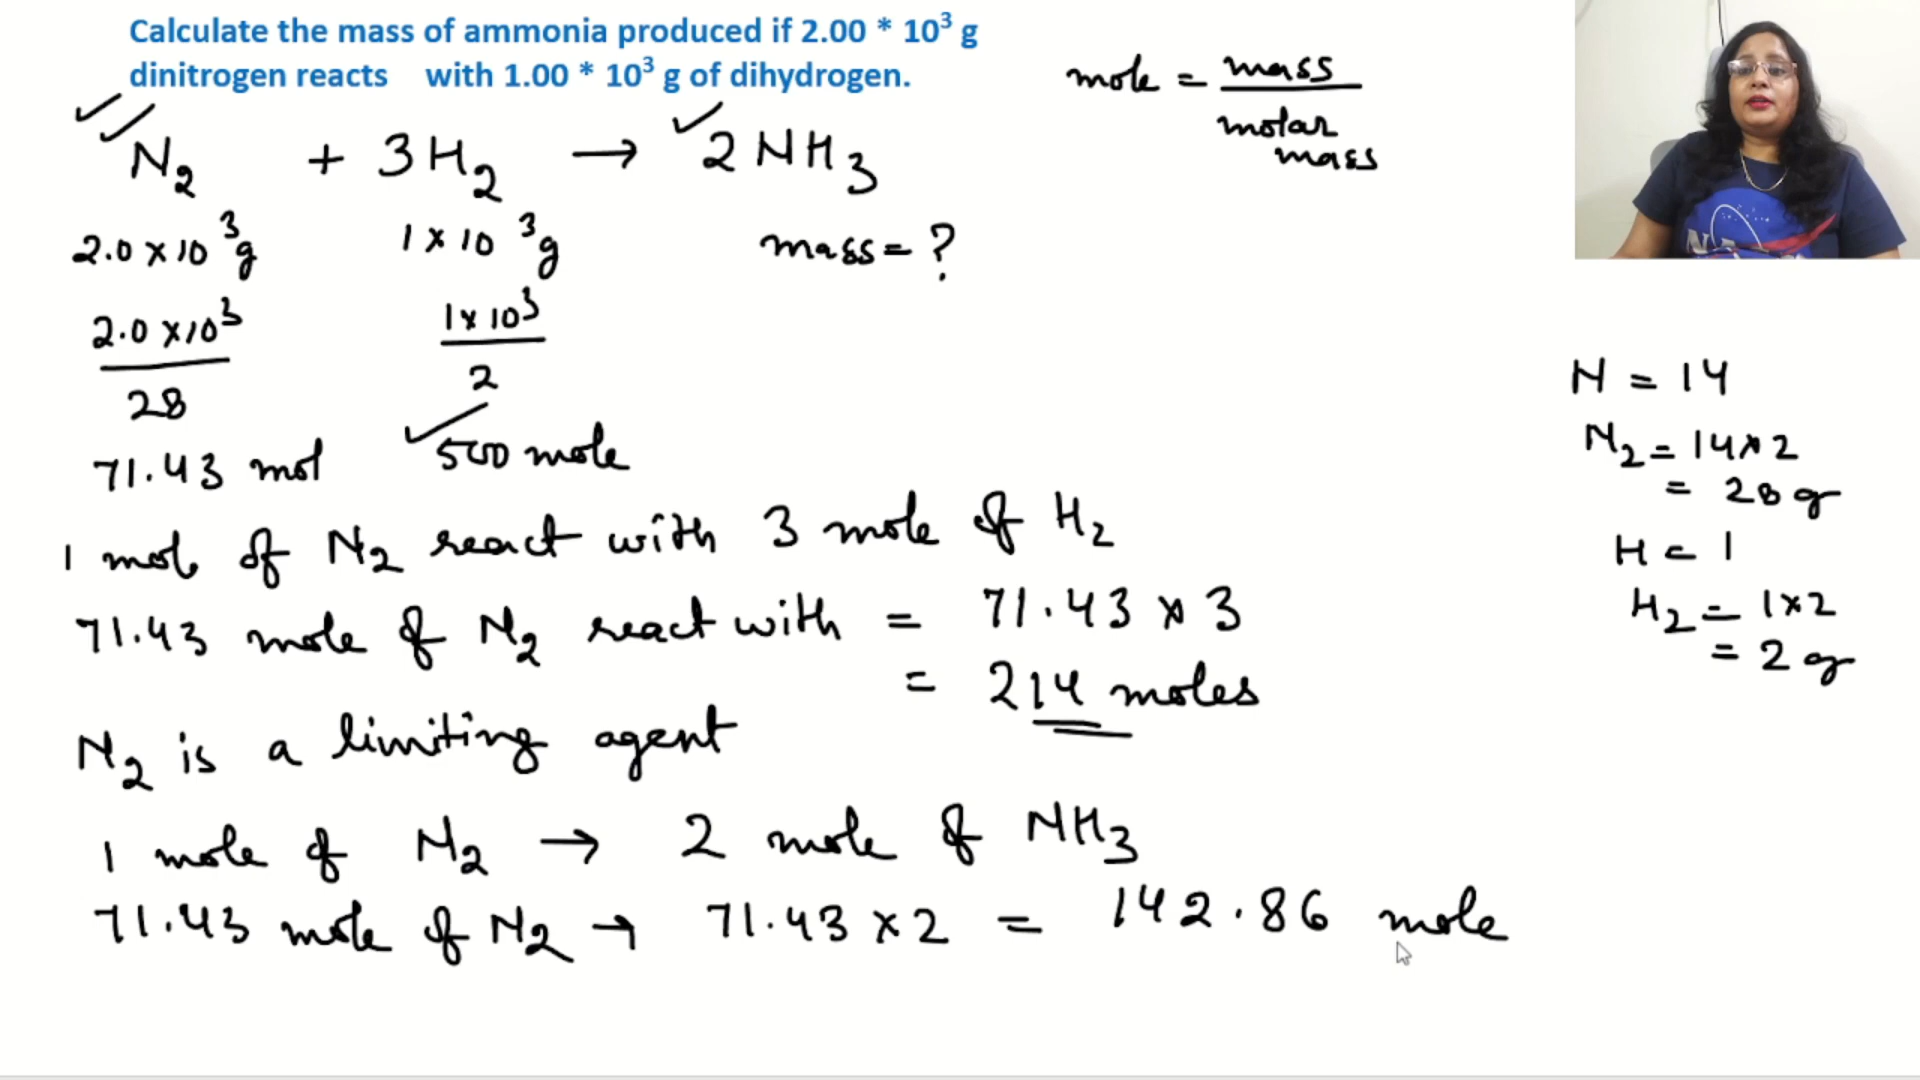 Calculate the mass of ammonia produced if 2.00 * 10³ g
dinitrogen reacts with 1.00 * 10³ g of dihydrogen.
mole = mass / molar mass
N₂ + 3H₂ → 2NH₃
2.0 x 10³g 1 x 10³g mass = ?
2.0 x 10³ / 28 1 x 10³ / 2
71.43 mol 500 mole
1 mole of N₂ react with 3 mole of H₂
71.43 mole of N₂ react with = 71.43 x 3
= 214 moles
N₂ is a limiting agent
1 mole of N₂ → 2 mole of NH₃
71.43 mole of N₂ → 71.43 x 2 = 142.86 mole
N = 14
N₂ = 14 x 2
= 28 g
H = 1
H₂ = 1 x 2
= 2 g